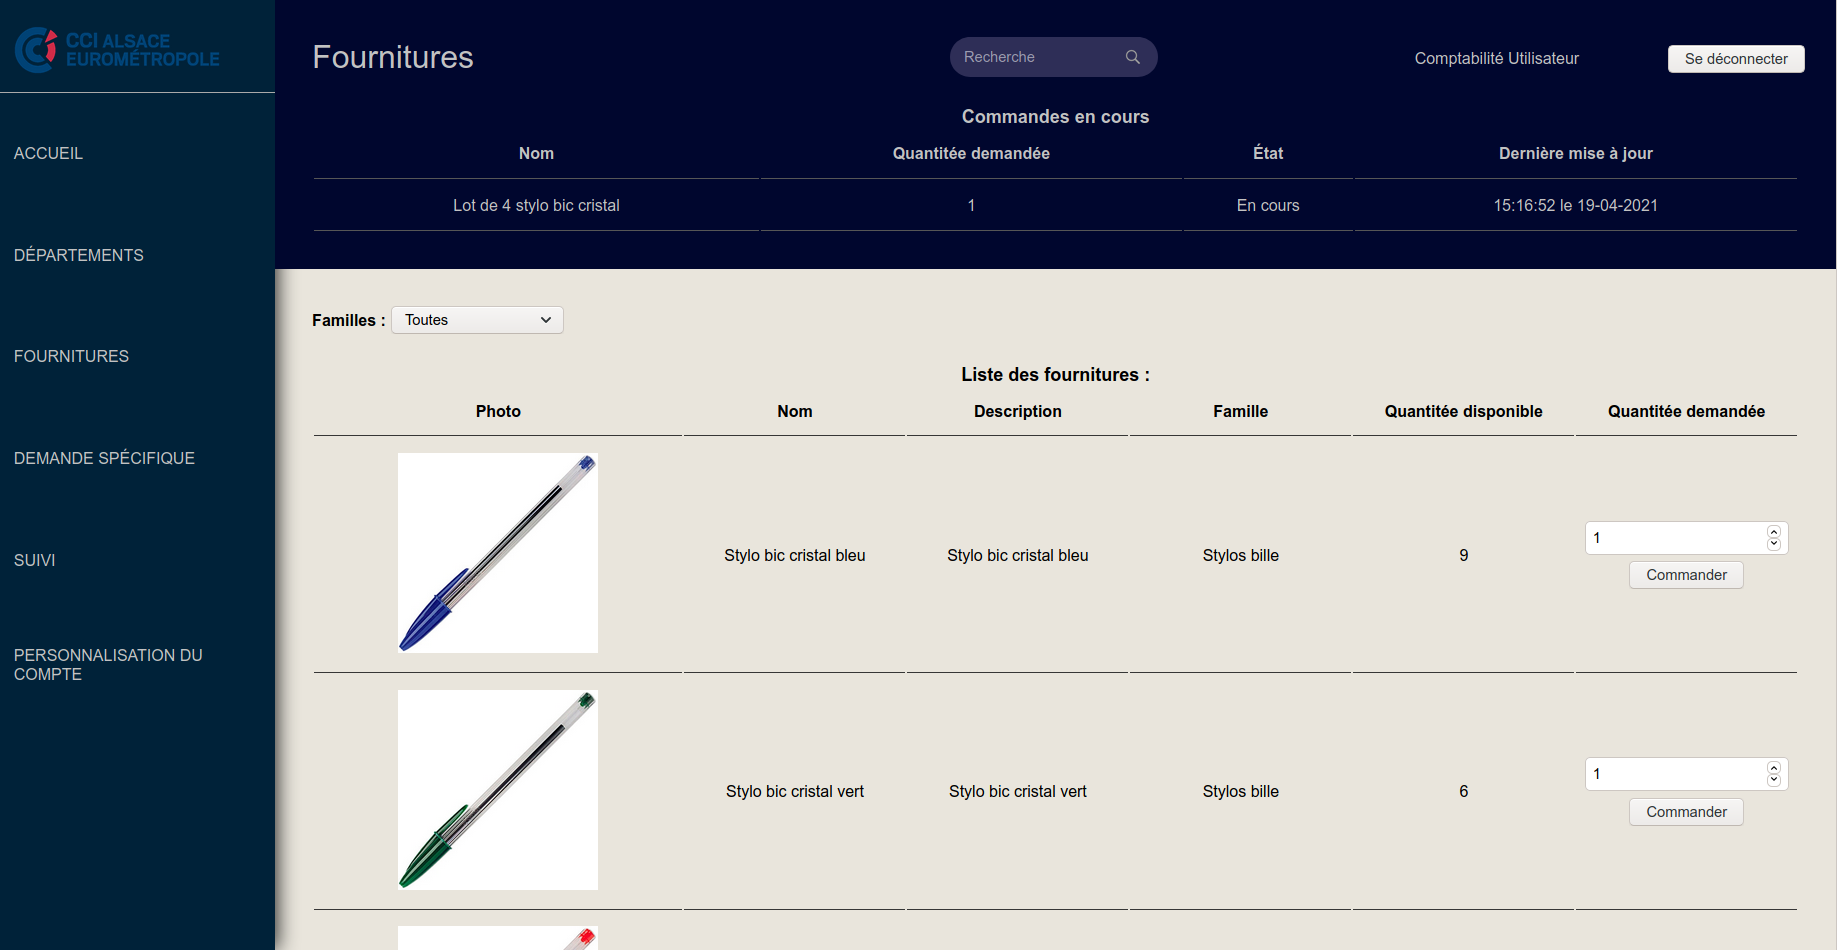 CCI ALSACE
EUROMÉTROPOLE
ACCUEIL
DÉPARTEMENTS
FOURNITURES
DEMANDE SPÉCIFIQUE
SUIVI
PERSONNALISATION DU
COMPTE
Fournitures
Recherche
Comptabilité Utilisateur
Se déconnecter
Commandes en cours
Nom Quantitée demandée État Dernière mise à jour
Lot de 4 stylo bic cristal 1 En cours 15:16:52 le 19-04-2021
Familles : Toutes
Liste des fournitures :
Photo Nom Description Famille Quantitée disponible Quantitée demandée
Stylo bic cristal bleu Stylo bic cristal bleu Stylos bille 9 1
Commander
Stylo bic cristal vert Stylo bic cristal vert Stylos bille 6 1
Commander